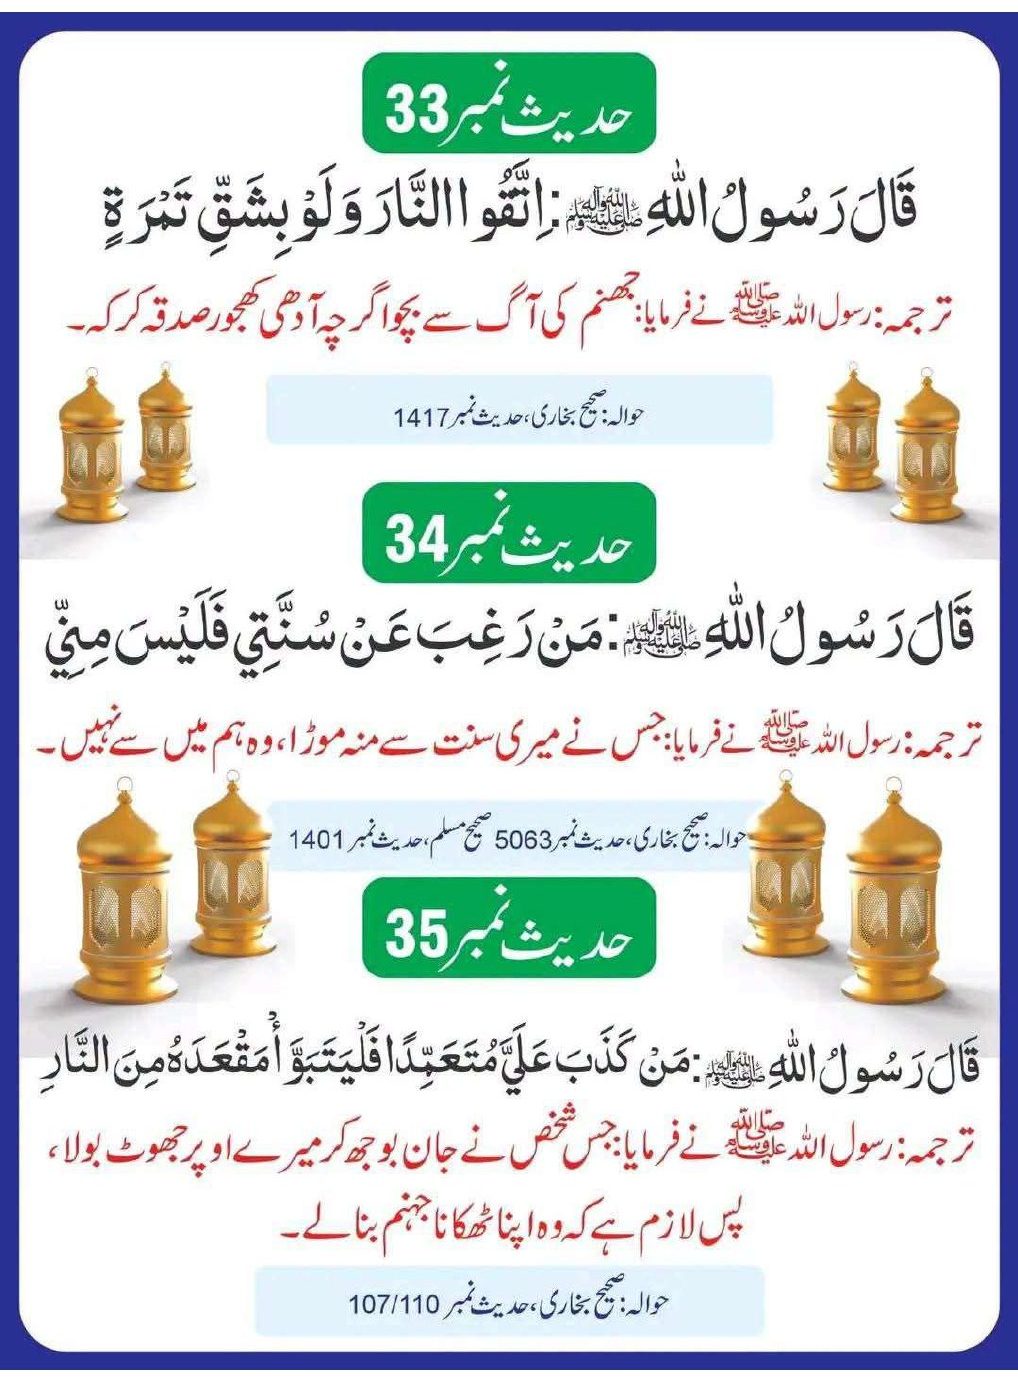 حدیث نمبر 33
قَالَ رَسُولُ اللهِ ﷺ: اِتَّقُوا النَّارَ وَلَوْ بِشَقِّ تَمْرَةٍ
ترجمہ: رسول اللہ ﷺ نے فرمایا: جھنم کی آگ سے بچو اگرچہ آدھی کھجور صدقہ کر کہ۔
حوالہ: صحیح بخاری، حدیث نمبر 1417
حدیث نمبر 34
قَالَ رَسُولُ اللهِ ﷺ: مَنْ رَغِبَ عَنْ سُنَّتِي فَلَيْسَ مِنِّي
ترجمہ: رسول اللہ ﷺ نے فرمایا: جس نے میری سنت سے منہ موڑا، وہ ہم میں سے نہیں۔
حوالہ: صحیح بخاری، حدیث نمبر 5063 صحیح مسلم، حدیث نمبر 1401
حدیث نمبر 35
قَالَ رَسُولُ اللهِ ﷺ: مَنْ كَذَبَ عَلَيَّ مُتَعَمِّدًا فَلْيَتَبَوَّأْ مَقْعَدَهُ مِنَ النَّارِ
ترجمہ: رسول اللہ ﷺ نے فرمایا: جس شخص نے جان بوجھ کر میرے اوپر جھوٹ بولا،
پس لازم ہے کہ وہ اپنا ٹھکانا جہنم بنا لے۔
حوالہ: صحیح بخاری، حدیث نمبر 107/110